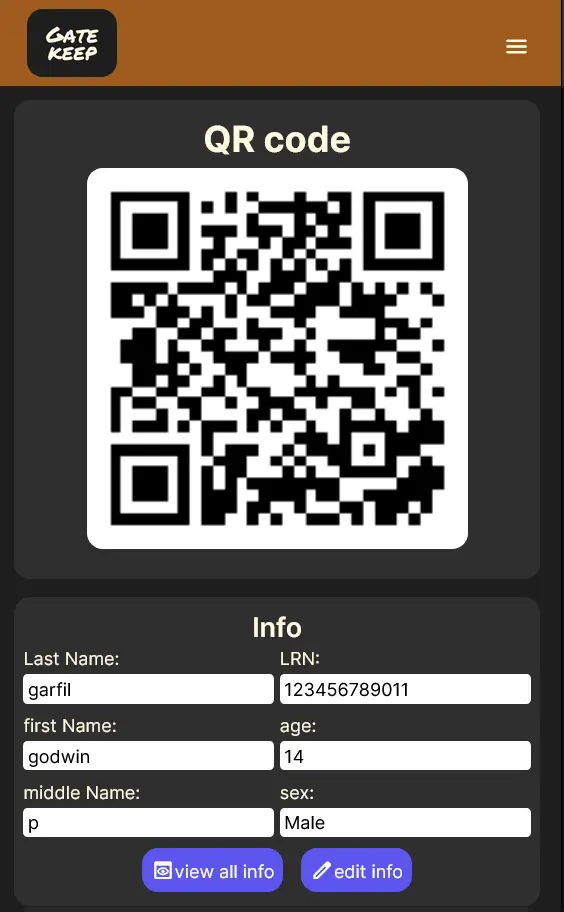 GATE
KEEP
QR code
Info
Last Name:
garfil
LRN:
123456789011
first Name:
godwin
age:
14
middle Name:
p
sex:
Male
view all info
edit info